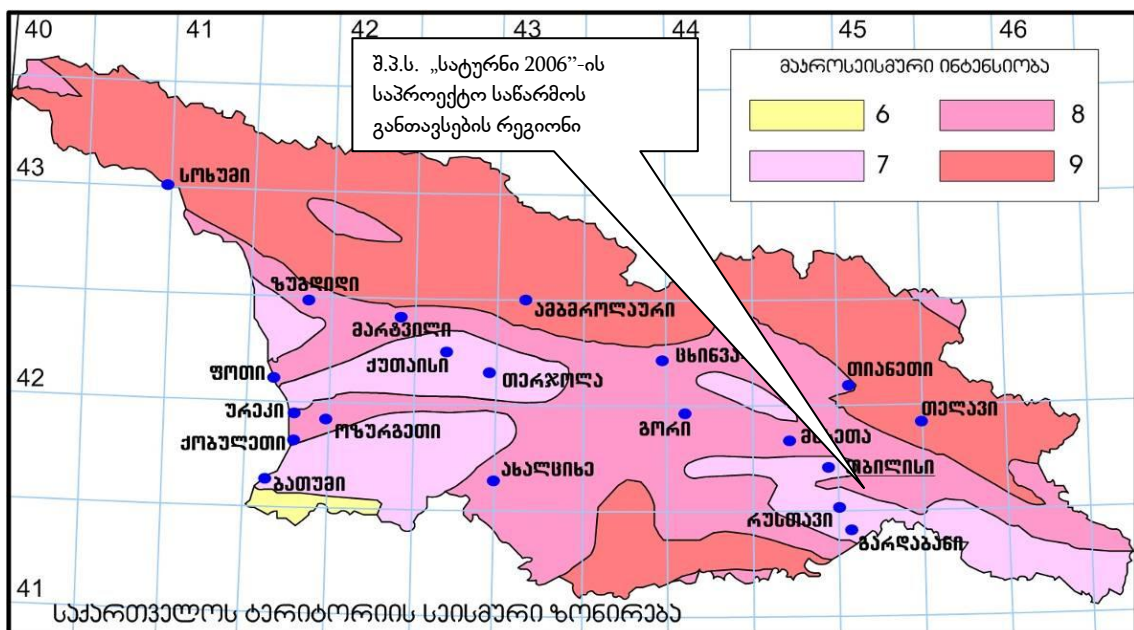 40 41 42 43 44 45 46
შ.პ.ს. „სატურნი 2006”-ის
საპროექტო საწარმოს
განთავსების რეგიონი
მაკროსეისმური ინტენსიობა
6 8
7 9
43
სოხუმი
ზუგდიდი
ამბმროლაური
მარტვილი
ცხინვა
ქუთაისი
თიანეთი
42
ფოთი
თერჯოლა
ურეკი
თელავი
ოზურგეთი
გორი
ქობულეთი
ახალციხე
თბილისი
ბათუმი
რუსთავი
გარდაბანი
41
საქართველოს ტერიტორიის სეისმური ზონირება